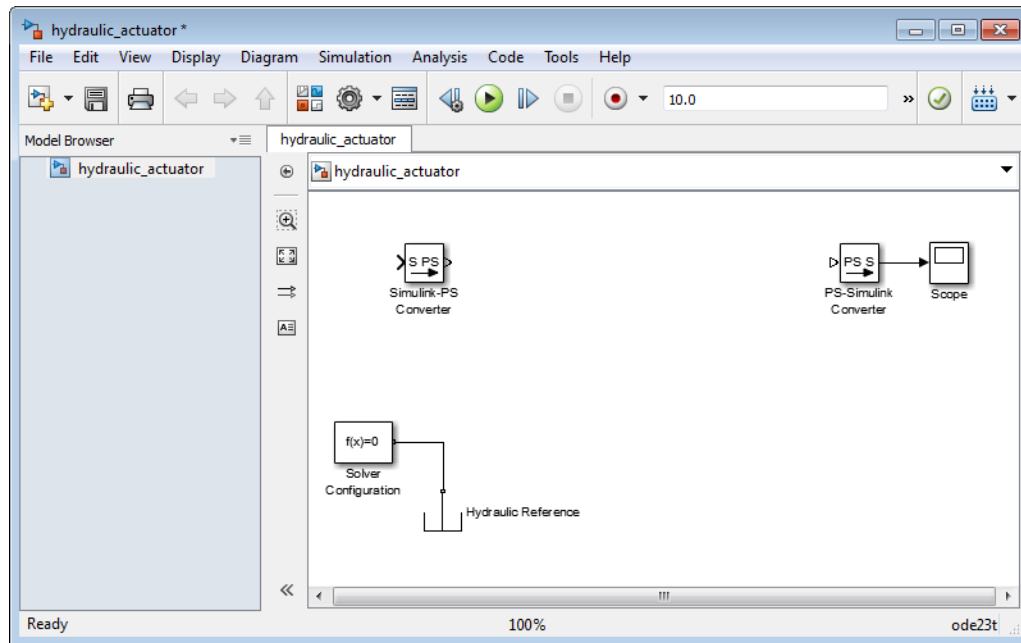 hydraulic_actuator *
File Edit View Display Diagram Simulation Analysis Code Tools Help
10.0 »
Model Browser
hydraulic_actuator
hydraulic_actuator
hydraulic_actuator
S PS
Simulink-PS
Converter
PS S
PS-Simulink
Converter
Scope
f(x)=0
Solver
Configuration
Hydraulic Reference
A
Ready 100% ode23t